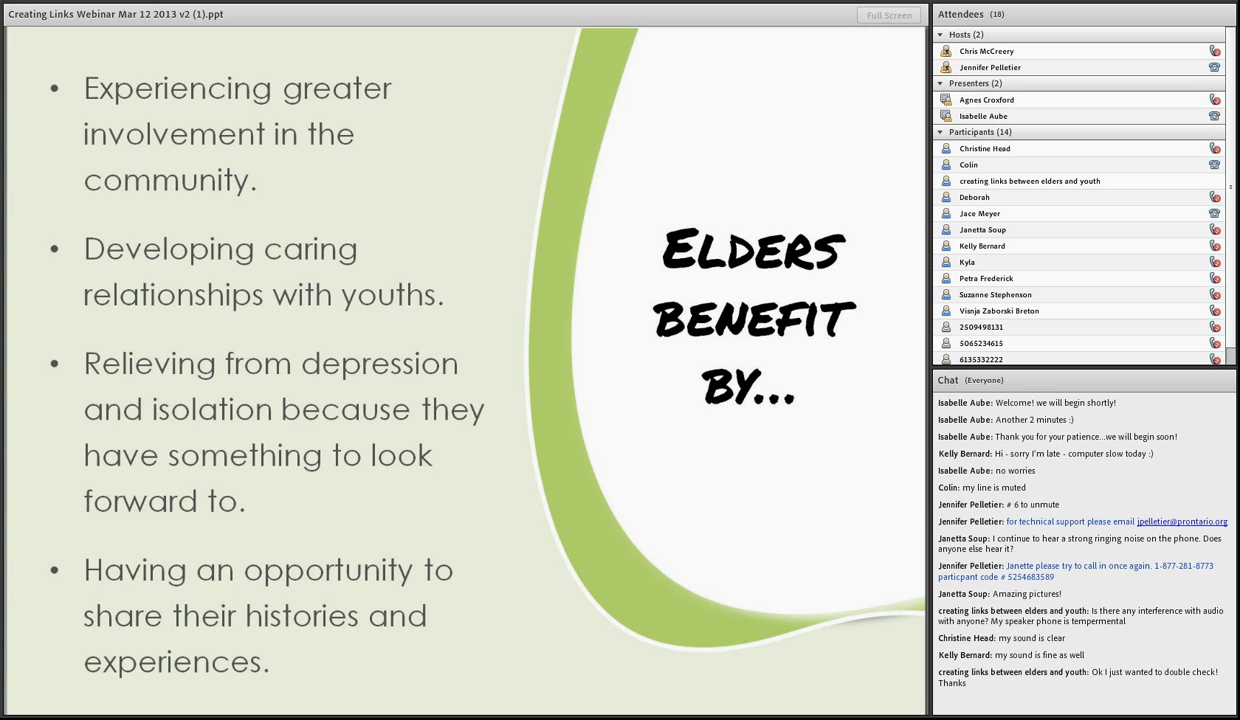 Creating Links Webinar Mar 12 2013 v2 (1).ppt
Full Screen
• Experiencing greater
involvement in the
community.
• Developing caring
relationships with youths.
• Relieving from depression
and isolation because they
have something to look
forward to.
• Having an opportunity to
share their histories and
experiences.
ELDERS
BENEFIT
BY...
Attendees (18)
Hosts (2)
Chris McCreery
Jennifer Pelletier
Presenters (2)
Agnes Croxford
Isabelle Aube
Participants (14)
Christine Head
Colin
creating links between elders and youth
Deborah
Jace Meyer
Janetta Soup
Kelly Bernard
Kyla
Petra Frederick
Suzanne Stephenson
Visnja Zaborski Breton
2509498131
5065234615
6135332222
Chat (Everyone)
Isabelle Aube: Welcome! we will begin shortly!
Isabelle Aube: Another 2 minutes :)
Isabelle Aube: Thank you for your patience...we will begin soon!
Kelly Bernard: Hi - sorry I'm late - computer slow today :)
Isabelle Aube: no worries
Colin: my line is muted
Jennifer Pelletier: # 6 to unmute
Jennifer Pelletier: for technical support please email jpelletier@prontario.org
Janetta Soup: I continue to hear a strong ringing noise on the phone. Does
anyone else hear it?
Jennifer Pelletier: Janette please try to call in once again. 1-877-281-8773
particpant code # 5254683589
Janetta Soup: Amazing pictures!
creating links between elders and youth: Is there any interference with audio
with anyone? My speaker phone is tempermental
Christine Head: my sound is clear
Kelly Bernard: my sound is fine as well
creating links between elders and youth: Ok I just wanted to double check!
Thanks